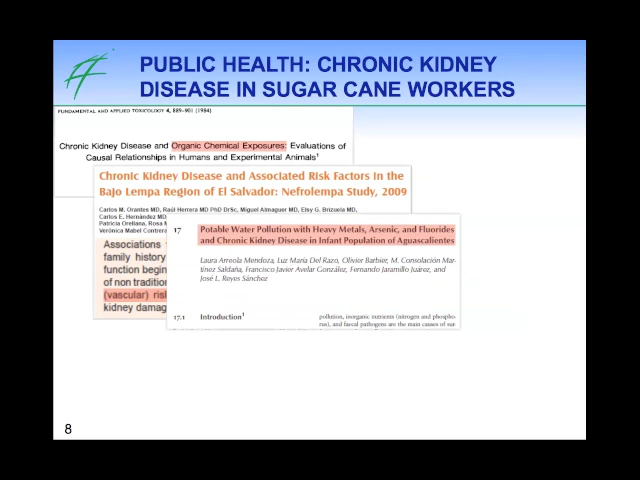 PUBLIC HEALTH: CHRONIC KIDNEY
DISEASE IN SUGAR CANE WORKERS
FUNDAMENTAL AND APPLIED TOXICOLOGY 4, 889-901 (1984)
Chronic Kidney Disease and Organic Chemical Exposures: Evaluations of
Causal Relationships in Humans and Experimental Animals¹
Chronic Kidney Disease and Associated Risk Factors in the
Bajo Lempa Region of El Salvador: Nefrolempa Study, 2009
Carlos M. Orantes MD, Raúl Herrera MD PhD DrSc, Miguel Almaguer MD, Elsy G. Brizuela MD,
Carlos E. Hernández MD
Patricia Orellana, Rosa
Verónica Mabel Contrera
Associations
family history
function begin
of non tradition
(vascular) ris
kidney damag
17 Potable Water Pollution with Heavy Metals, Arsenic, and Fluorides
and Chronic Kidney Disease in Infant Population of Aguascalientes
Laura Arreola Mendoza, Luz María Del Razo, Olivier Barbier, M. Consolación Mar-
tínez Saldaña, Francisco Javier Avelar González, Fernando Jaramillo Juárez, and
José L. Reyes Sánchez
17.1 Introduction¹
pollution, inorganic nutrients (nitrogen and phospho-
rus), and faecal pathogens are the main causes of sur-
8